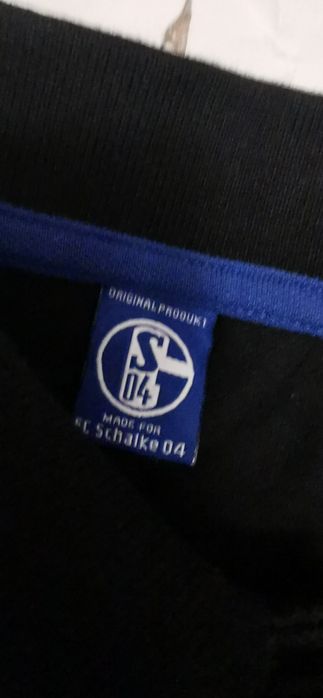 ORIGINALPRODUKT
S
04
MADE FOR
FC Schalke 04